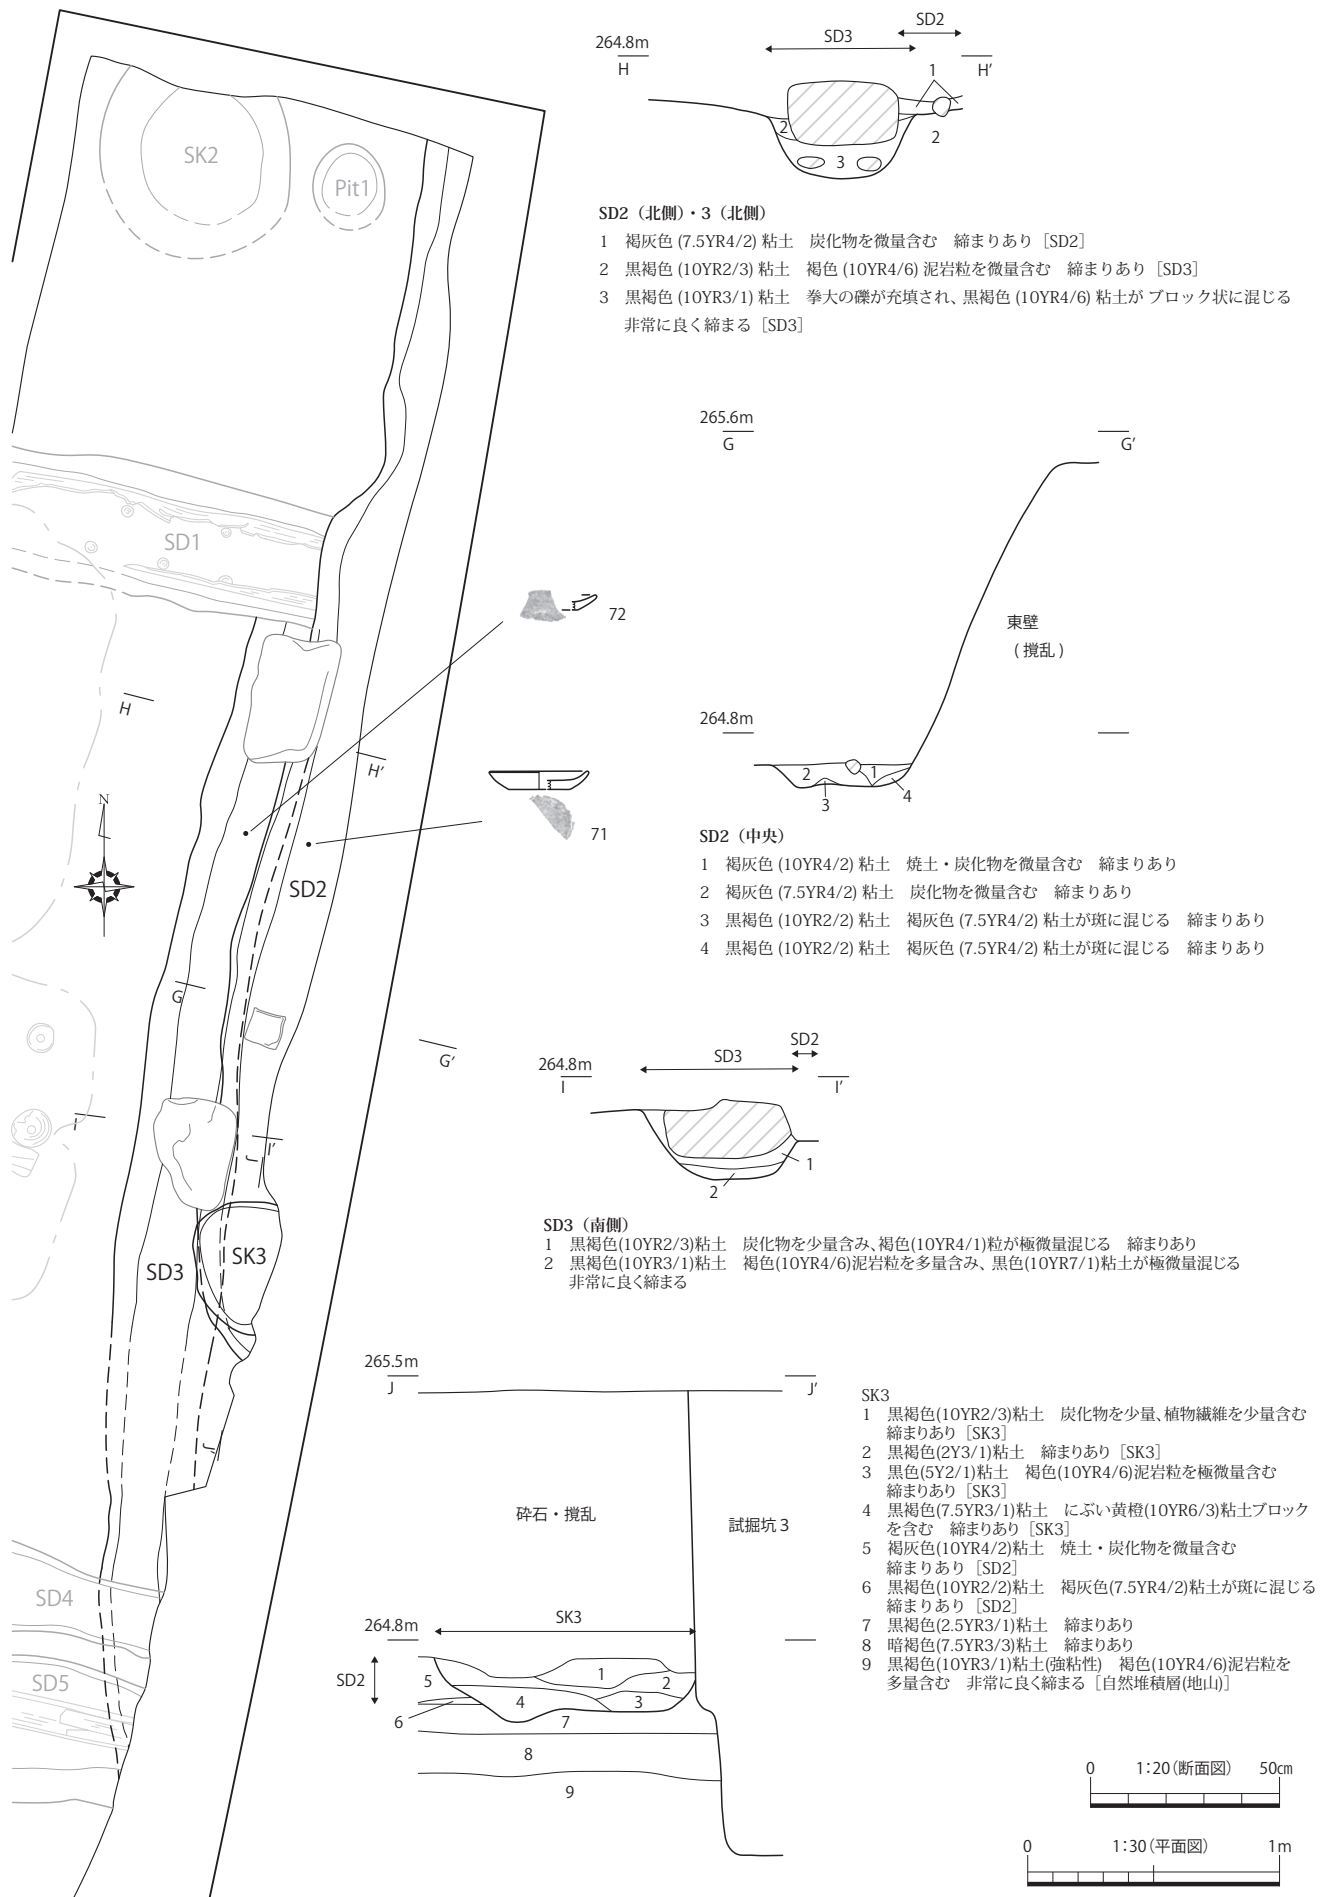 SK2
Pit1
SD1
H
H'
N
72
71
SD2
G
G'
I
I'
J
SD3
SK3
J'
SD4
SD5
264.8m
H
SD3
SD2
H'
1
2
3
2
SD2（北側）・3（北側）
1　褐灰色 (7.5YR4/2) 粘土　炭化物を微量含む　締まりあり［SD2］
2　黒褐色 (10YR2/3) 粘土　褐色 (10YR4/6) 泥岩粒を微量含む　締まりあり［SD3］
3　黒褐色 (10YR3/1) 粘土　拳大の礫が充填され、黒褐色 (10YR4/6) 粘土が ブロック状に混じる
非常に良く締まる［SD3］
265.6m
G
G'
東壁
( 撹乱 )
264.8m
2
1
3
4
SD2（中央）
1　褐灰色 (10YR4/2) 粘土　焼土・炭化物を微量含む　締まりあり
2　褐灰色 (7.5YR4/2) 粘土　炭化物を微量含む　締まりあり
3　黒褐色 (10YR2/2) 粘土　褐灰色 (7.5YR4/2) 粘土が斑に混じる　締まりあり
4　黒褐色 (10YR2/2) 粘土　褐灰色 (7.5YR4/2) 粘土が斑に混じる　締まりあり
264.8m
I
SD3
SD2
I'
1
2
SD3（南側）
1　黒褐色(10YR2/3)粘土　炭化物を少量含み、褐色(10YR4/1)粒が極微量混じる　締まりあり
2　黒褐色(10YR3/1)粘土　褐色(10YR4/6)泥岩粒を多量含み、黒色(10YR7/1)粘土が極微量混じる
非常に良く締まる
265.5m
J
J'
砕石・撹乱
試掘坑 3
264.8m
SK3
SD2
5
1
2
4
3
6
7
8
9
SK3
1　黒褐色(10YR2/3)粘土　炭化物を少量、植物繊維を少量含む
締まりあり［SK3］
2　黒褐色(2Y3/1)粘土　締まりあり［SK3］
3　黒色(5Y2/1)粘土　褐色(10YR4/6)泥岩粒を極微量含む
締まりあり［SK3］
4　黒褐色(7.5YR3/1)粘土　にぶい黄橙(10YR6/3)粘土ブロック
を含む　締まりあり［SK3］
5　褐灰色(10YR4/2)粘土　焼土・炭化物を微量含む
締まりあり［SD2］
6　黒褐色(10YR2/2)粘土　褐灰色(7.5YR4/2)粘土が斑に混じる
締まりあり［SD2］
7　黒褐色(2.5YR3/1)粘土　締まりあり
8　暗褐色(7.5YR3/3)粘土　締まりあり
9　黒褐色(10YR3/1)粘土(強粘性)　褐色(10YR4/6)泥岩粒を
多量含む　非常に良く締まる［自然堆積層(地山)］
0　1:20（断面図）　50㎝
0　1:30（平面図）　1m